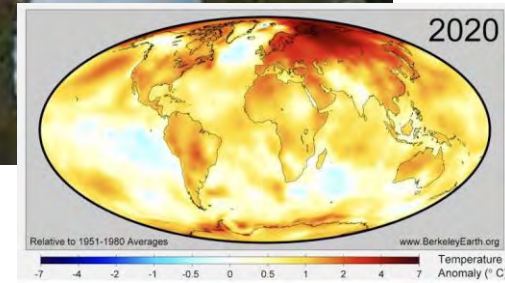 2020
Relative to 1951-1980 Averages
www.BerkeleyEarth.org
-7 -4 -2 -1 -0.5 0 0.5 1 2 4 7
Temperature
Anomaly (° C)